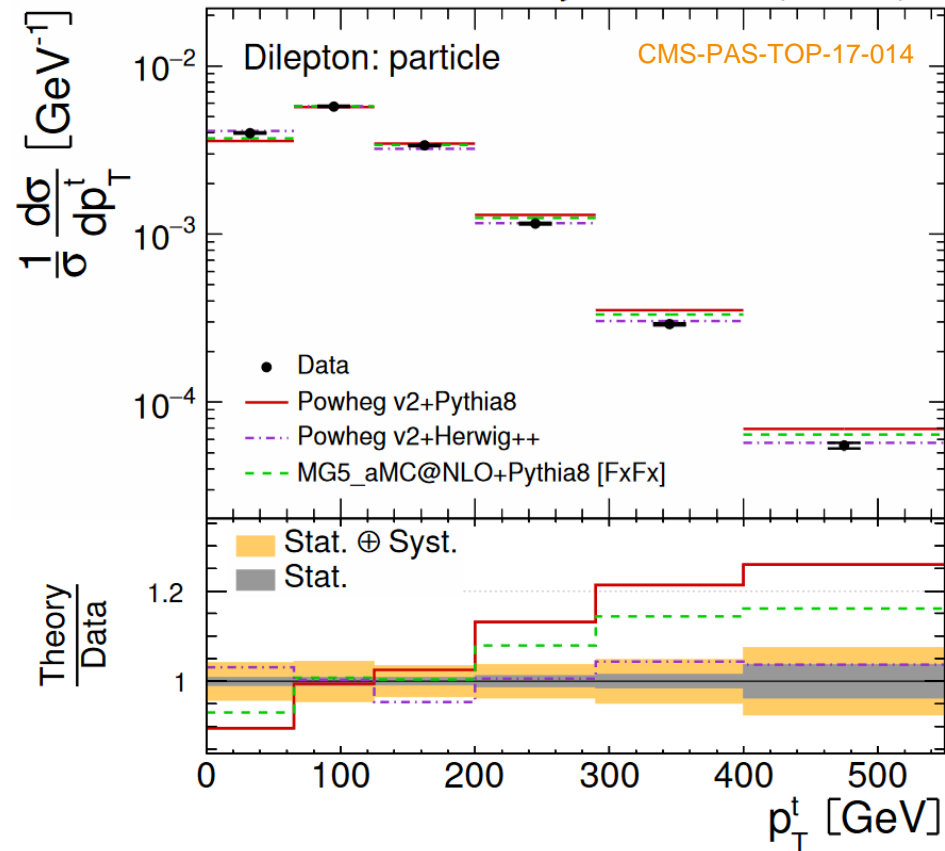 Dilepton: particle
CMS-PAS-TOP-17-014
1/σ dσ/dp_T^t [GeV⁻¹]
10⁻²
10⁻³
10⁻⁴
Data
Powheg v2+Pythia8
Powheg v2+Herwig++
MG5_aMC@NLO+Pythia8 [FxFx]
Stat. ⊕ Syst.
Stat.
Theory
Data
1.2
1
0 100 200 300 400 500
p_T^t [GeV]